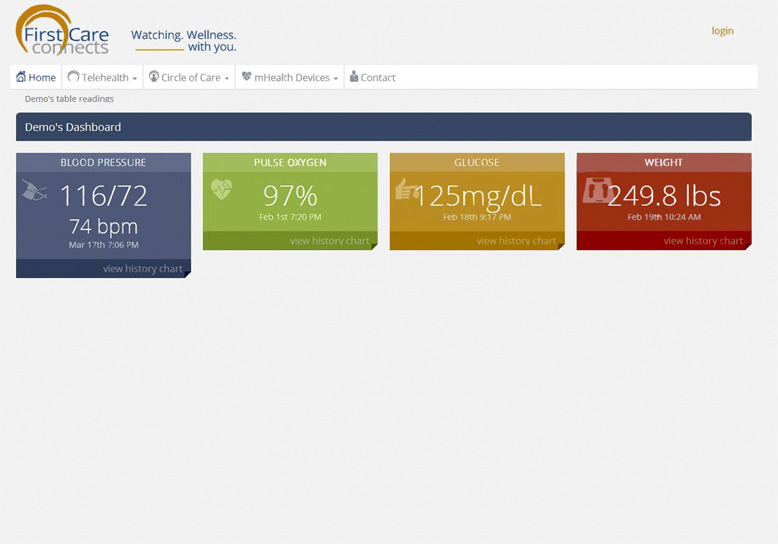 First Care
connects
Watching. Wellness.
with you.
login
Home
Telehealth
Circle of Care
mHealth Devices
Contact
Demo's table readings
Demo's Dashboard
BLOOD PRESSURE
116/72
74 bpm
Mar 17th 7:06 PM
view history chart
PULSE OXYGEN
97%
Feb 1st 7:20 PM
view history chart
GLUCOSE
125mg/dL
Feb 18th 9:17 PM
view history chart
WEIGHT
249.8 lbs
Feb 19th 10:24 AM
view history chart